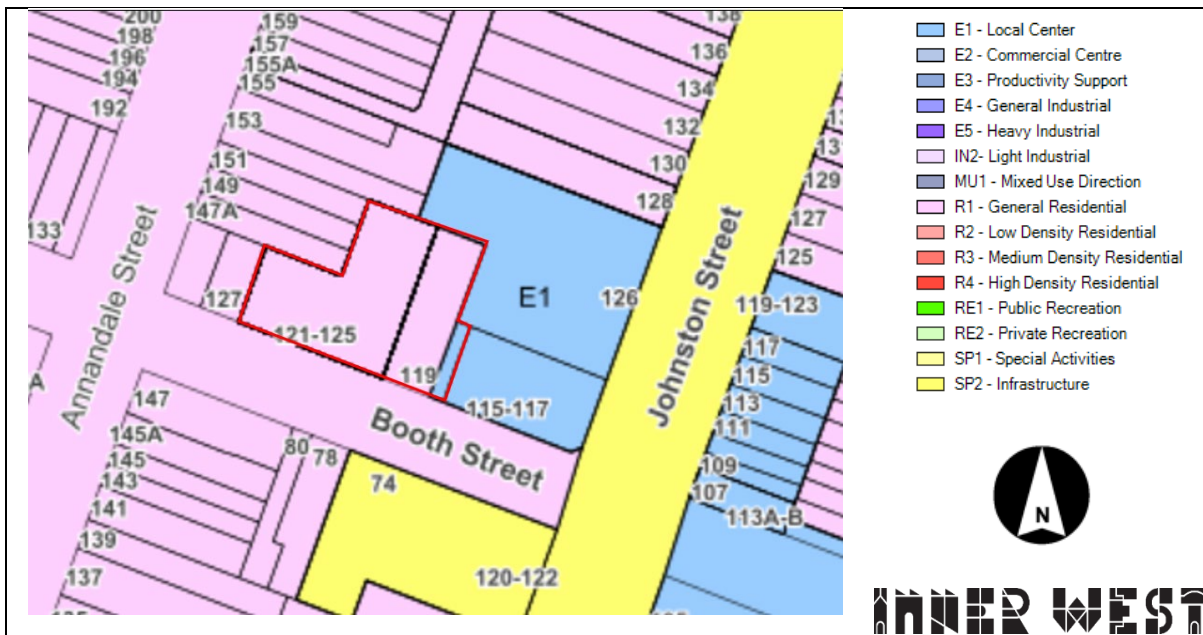 200
198
196
194
192
159
157
155A
155
153
151
149
147A
133
127
121-125
119
115-117
E1
126
138
136
134
132
130
128
129
127
125
119-123
117
115
113
111
109
107
113A-B
Annandale Street
Booth Street
Johnston Street
A
147
145A
145
143
141
139
137
80
78
74
120-122
E1 - Local Center
E2 - Commercial Centre
E3 - Productivity Support
E4 - General Industrial
E5 - Heavy Industrial
IN2- Light Industrial
MU1 - Mixed Use Direction
R1 - General Residential
R2 - Low Density Residential
R3 - Medium Density Residential
R4 - High Density Residential
RE1 - Public Recreation
RE2 - Private Recreation
SP1 - Special Activities
SP2 - Infrastructure
N
INNER WEST